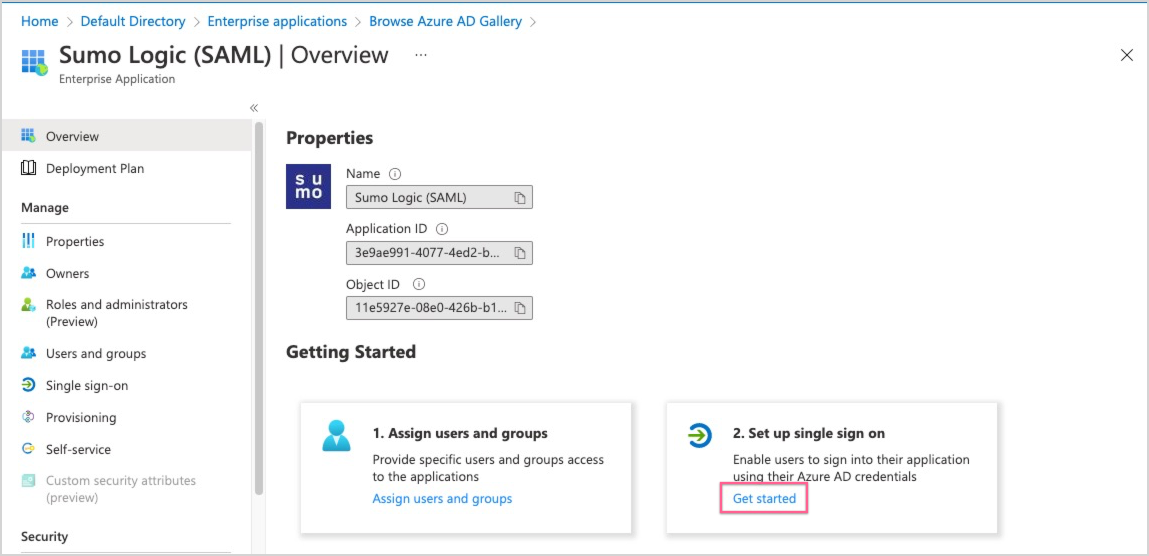 Home > Default Directory > Enterprise applications > Browse Azure AD Gallery >
Sumo Logic (SAML) | Overview ...
Enterprise Application
«
Overview
Deployment Plan
Manage
Properties
Owners
Roles and administrators
(Preview)
Users and groups
Single sign-on
Provisioning
Self-service
Custom security attributes
(preview)
Security
Properties
su
mo
Name
Sumo Logic (SAML)
Application ID
3e9ae991-4077-4ed2-b...
Object ID
11e5927e-08e0-426b-b1...
Getting Started
1. Assign users and groups
Provide specific users and groups access
to the applications
Assign users and groups
2. Set up single sign on
Enable users to sign into their application
using their Azure AD credentials
Get started